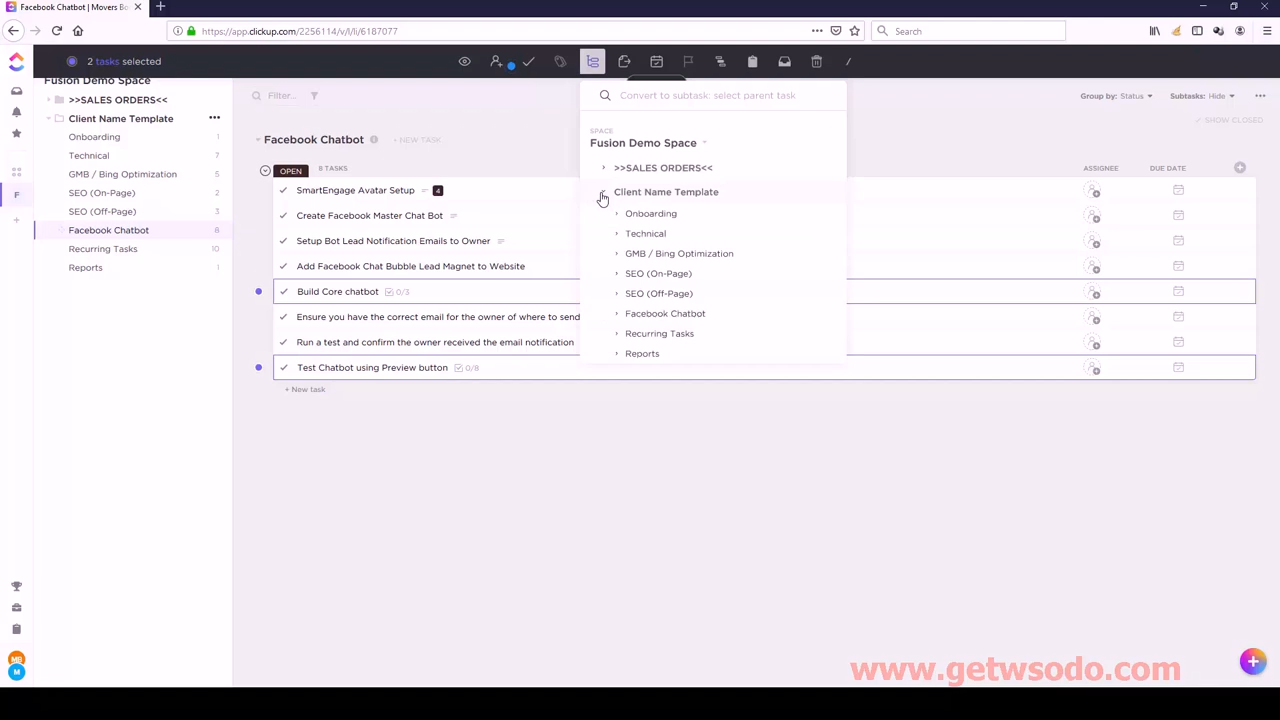 Facebook Chatbot | Movers Bo
https://app.clickup.com/2256114/v/l/li/6187077
Search
2 tasks selected
Fusion Demo Space
>>SALES ORDERS<<
Client Name Template
Onboarding 1
Technical 7
GMB / Bing Optimization 5
SEO (On-Page) 2
SEO (Off-Page) 3
Facebook Chatbot 8
Recurring Tasks 10
Reports 1
F
MB
M
Filter...
Group by: Status
Subtasks: Hide
SHOW CLOSED
Facebook Chatbot
+ NEW TASK
OPEN
8 TASKS
ASSIGNEE
DUE DATE
SmartEngage Avatar Setup 4
Create Facebook Master Chat Bot
Setup Bot Lead Notification Emails to Owner
Add Facebook Chat Bubble Lead Magnet to Website
Build Core chatbot 0/3
Ensure you have the correct email for the owner of where to send
Run a test and confirm the owner received the email notification
Test Chatbot using Preview button 0/8
+ New task
Convert to subtask: select parent task
SPACE
Fusion Demo Space
>>SALES ORDERS<<
Client Name Template
Onboarding
Technical
GMB / Bing Optimization
SEO (On-Page)
SEO (Off-Page)
Facebook Chatbot
Recurring Tasks
Reports
www.getwsodo.com